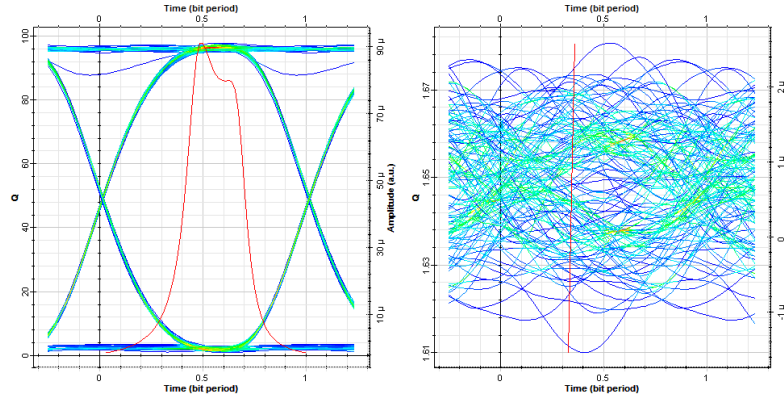 Time (bit period)
0 0.5 1
Q
100
80
60
40
20
0
Amplitude (a.u.)
90 µ
70 µ
50 µ
30 µ
10 µ
0 0.5 1
Time (bit period)
Time (bit period)
0 0.5 1
Q
1.67
1.65
1.63
1.61
2 µ
1 µ
0
-1 µ
0 0.5 1
Time (bit period)